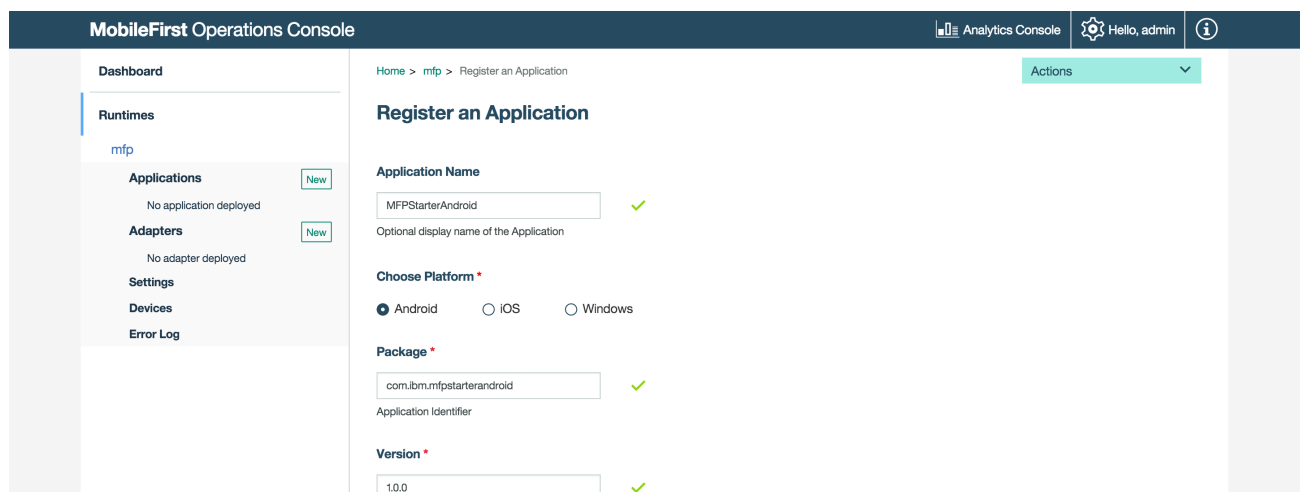 MobileFirst Operations Console
Analytics Console
Hello, admin
Dashboard
Runtimes
mfp
Applications New
No application deployed
Adapters New
No adapter deployed
Settings
Devices
Error Log
Home > mfp > Register an Application
Actions
Register an Application
Application Name
MFPStarterAndroid
Optional display name of the Application
Choose Platform *
Android iOS Windows
Package *
com.ibm.mfpstarterandroid
Application Identifier
Version *
1.0.0